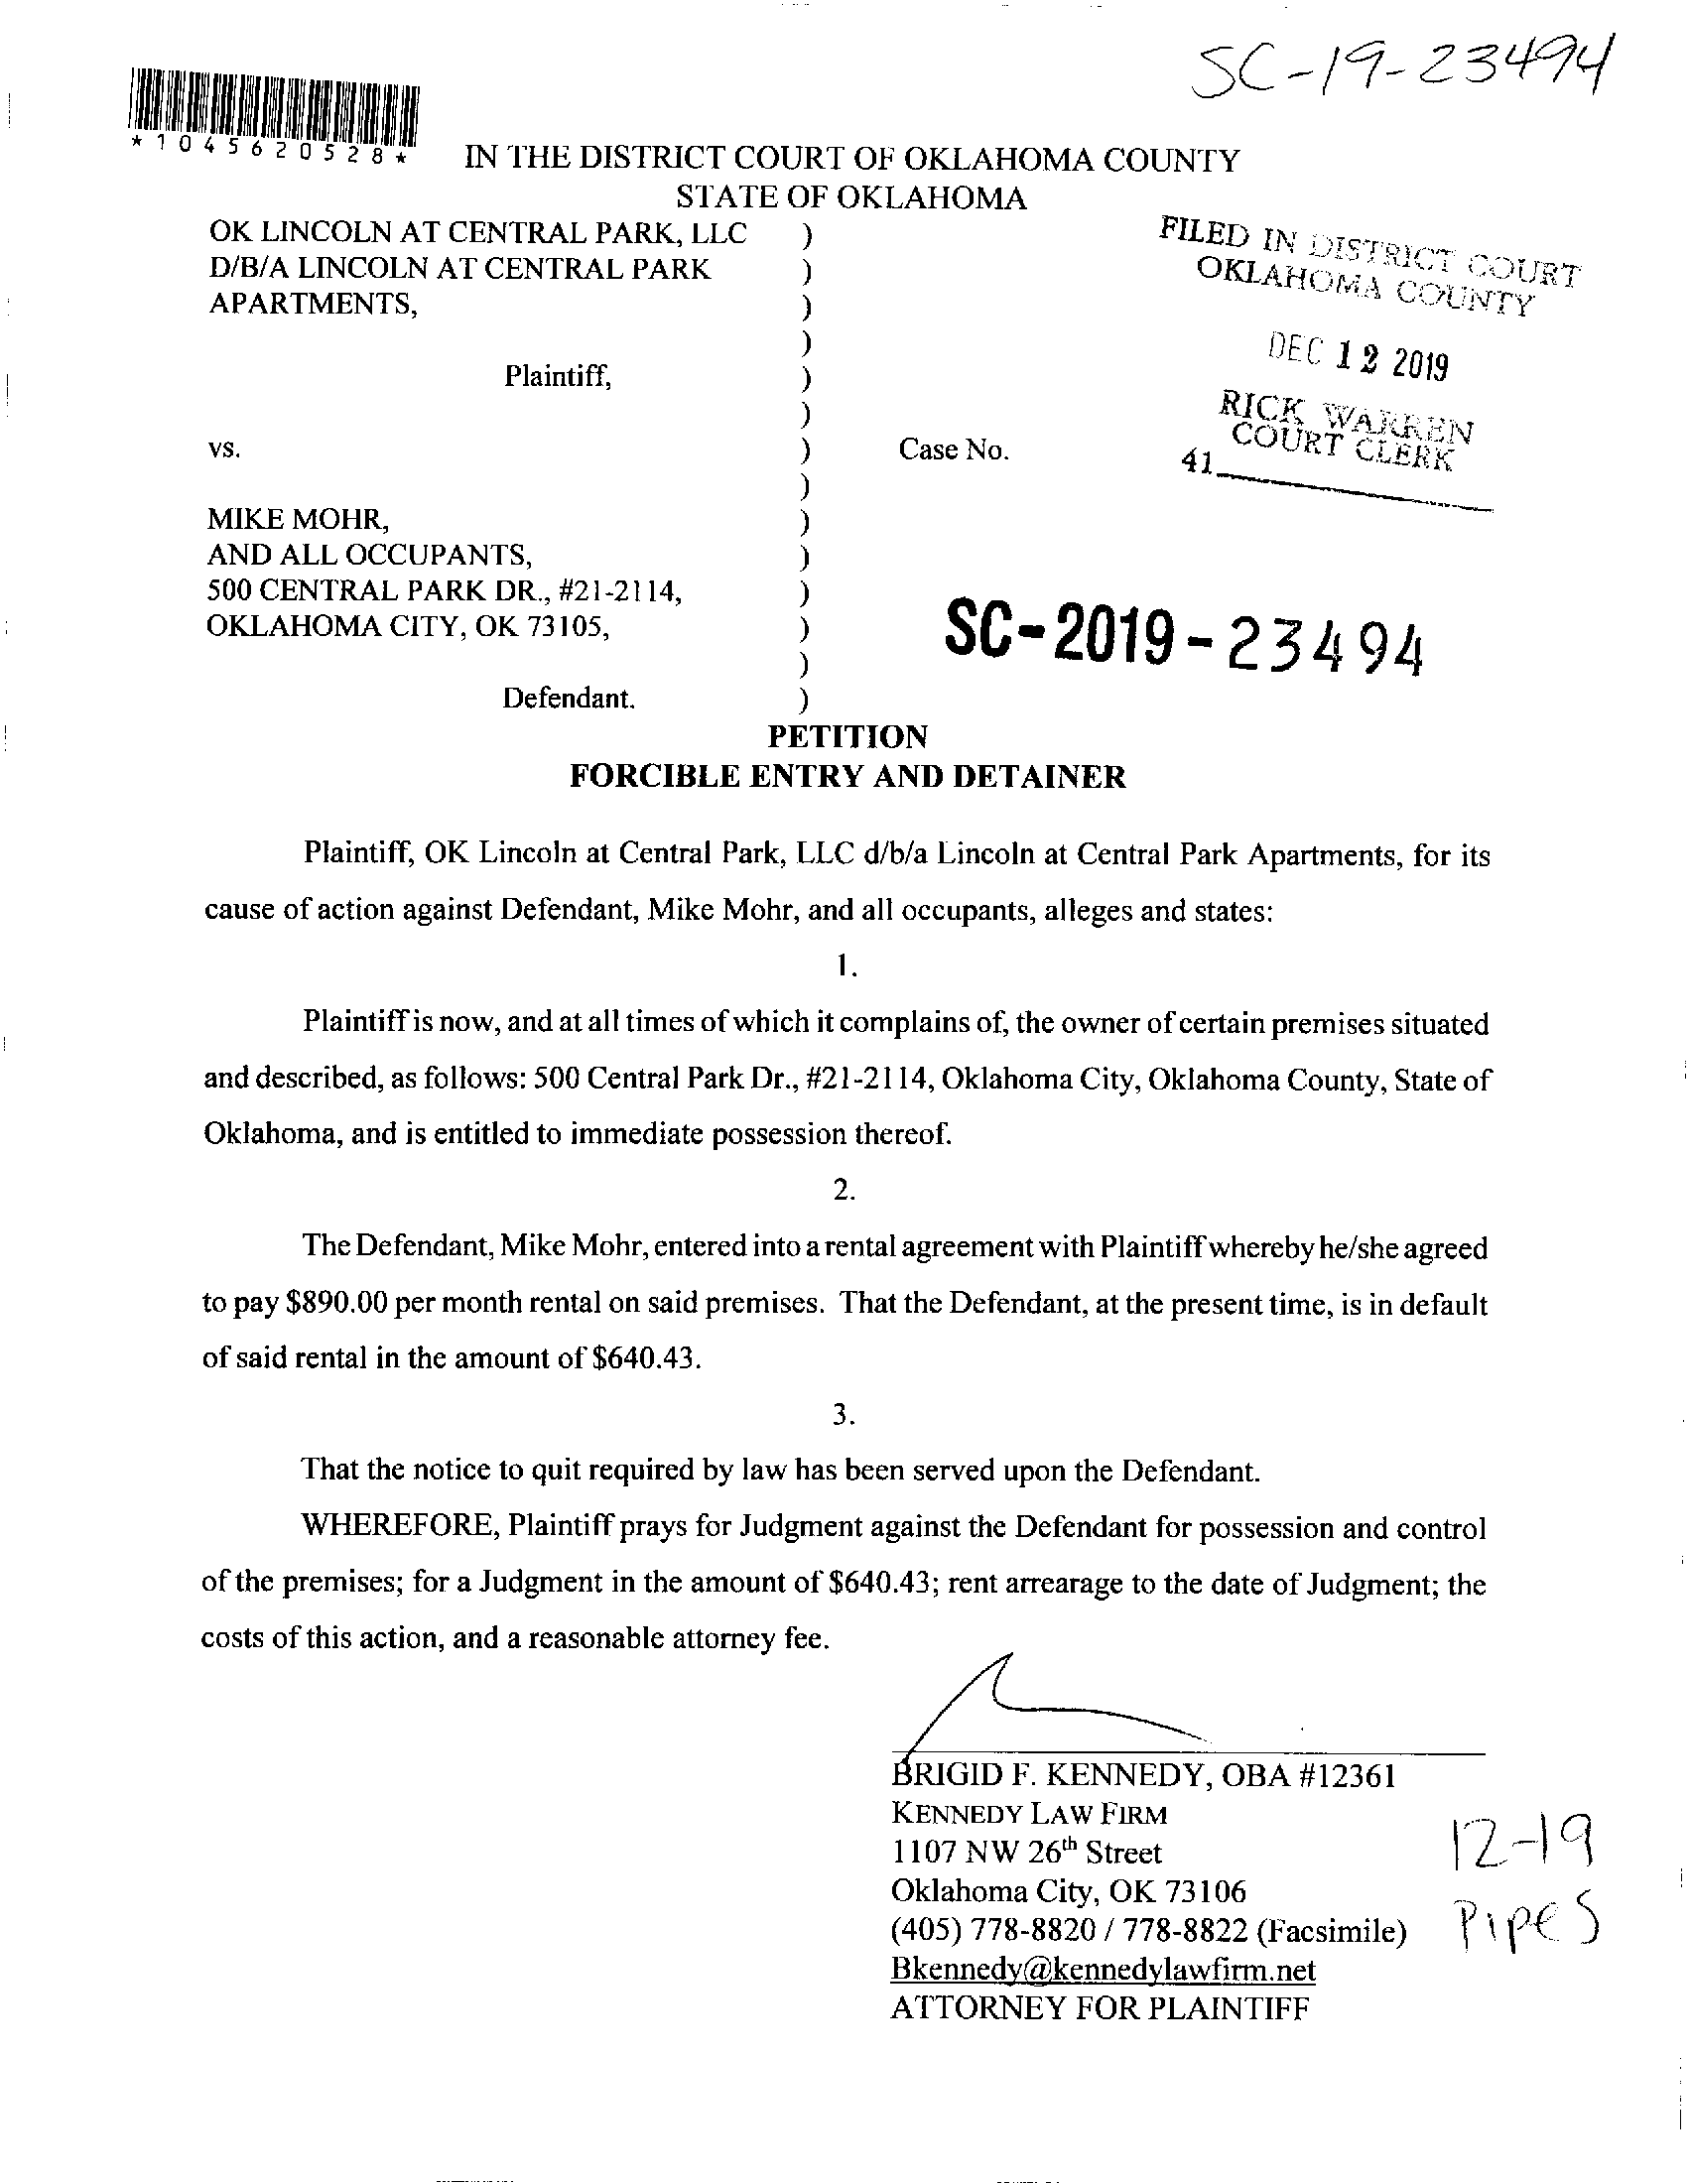 SC-19-23494
*1045620528*
IN THE DISTRICT COURT OF OKLAHOMA COUNTY
STATE OF OKLAHOMA
OK LINCOLN AT CENTRAL PARK, LLC )
D/B/A LINCOLN AT CENTRAL PARK )
APARTMENTS, )
)
Plaintiff, )
)
vs. ) Case No.
)
MIKE MOHR, )
AND ALL OCCUPANTS, )
500 CENTRAL PARK DR., #21-2114, )
OKLAHOMA CITY, OK 73105, )
)
Defendant. )
FILED IN DISTRICT COURT
OKLAHOMA COUNTY
DEC 12 2019
RICK WARREN
COURT CLERK
41
SC-2019-23494
PETITION
FORCIBLE ENTRY AND DETAINER
Plaintiff, OK Lincoln at Central Park, LLC d/b/a Lincoln at Central Park Apartments, for its
cause of action against Defendant, Mike Mohr, and all occupants, alleges and states:
1.
Plaintiff is now, and at all times of which it complains of, the owner of certain premises situated
and described, as follows: 500 Central Park Dr., #21-2114, Oklahoma City, Oklahoma County, State of
Oklahoma, and is entitled to immediate possession thereof.
2.
The Defendant, Mike Mohr, entered into a rental agreement with Plaintiff whereby he/she agreed
to pay $890.00 per month rental on said premises. That the Defendant, at the present time, is in default
of said rental in the amount of $640.43.
3.
That the notice to quit required by law has been served upon the Defendant.
WHEREFORE, Plaintiff prays for Judgment against the Defendant for possession and control
of the premises; for a Judgment in the amount of $640.43; rent arrearage to the date of Judgment; the
costs of this action, and a reasonable attorney fee.
BRIGID F. KENNEDY, OBA #12361
KENNEDY LAW FIRM
1107 NW 26th Street
Oklahoma City, OK 73106
(405) 778-8820 / 778-8822 (Facsimile)
Bkennedy@kennedylawfirm.net
ATTORNEY FOR PLAINTIFF
12-19
Pipes